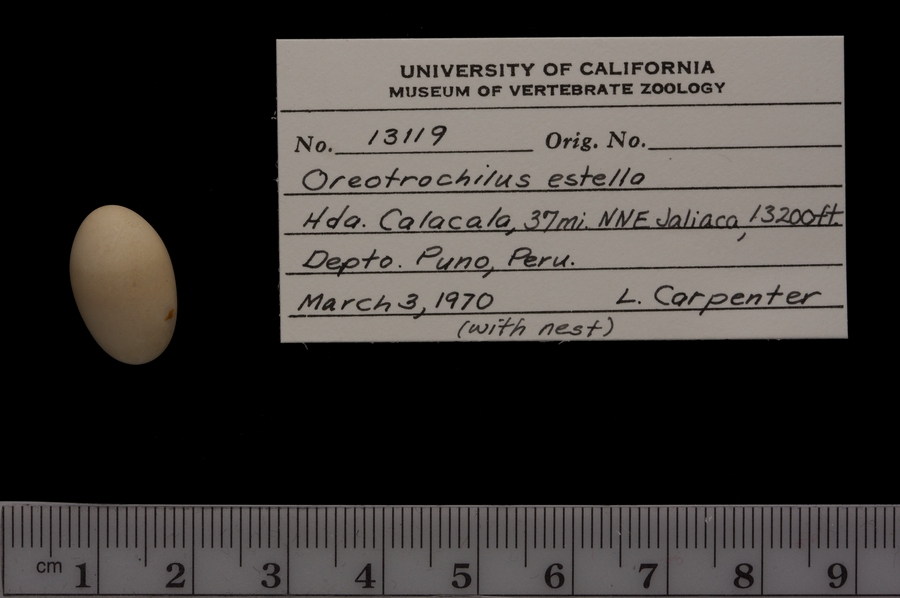 UNIVERSITY OF CALIFORNIA
MUSEUM OF VERTEBRATE ZOOLOGY
No. 13119 Orig. No.
Oreotrochilus estella
Hda. Calacala, 37mi. NNE Jaliaca, 13200ft.
Depto. Puno, Peru.
March 3, 1970 L. Carpenter
(with nest)
cm 1 2 3 4 5 6 7 8 9